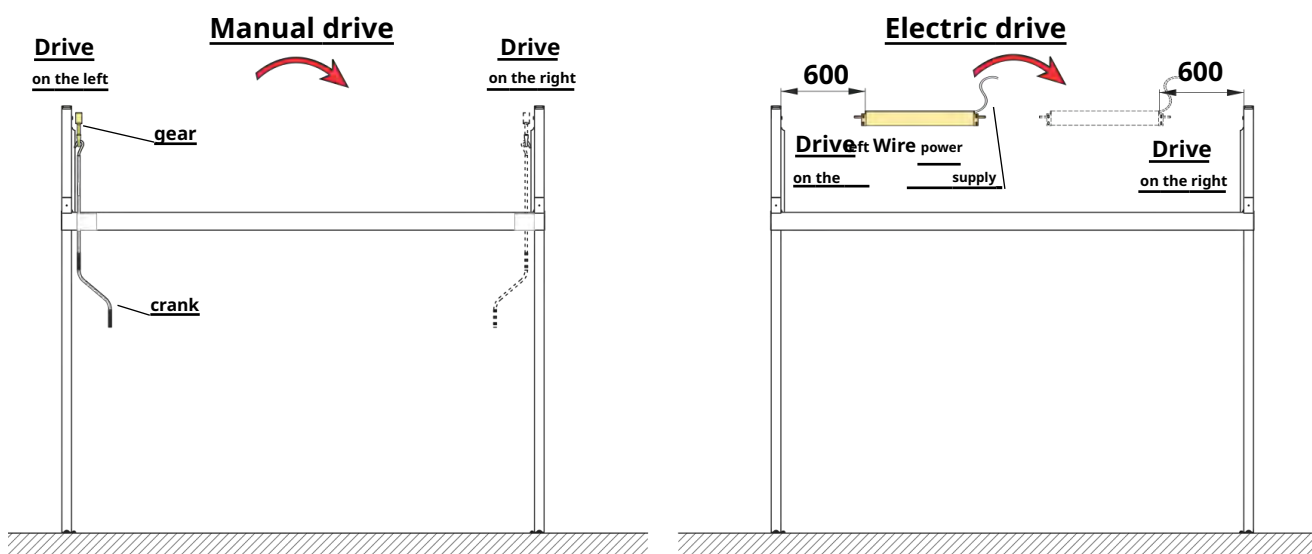 Manual drive
Drive
on the left
Drive
on the right
gear
crank
Electric drive
600
600
Drive left Wire power
on the supply
Drive
on the right